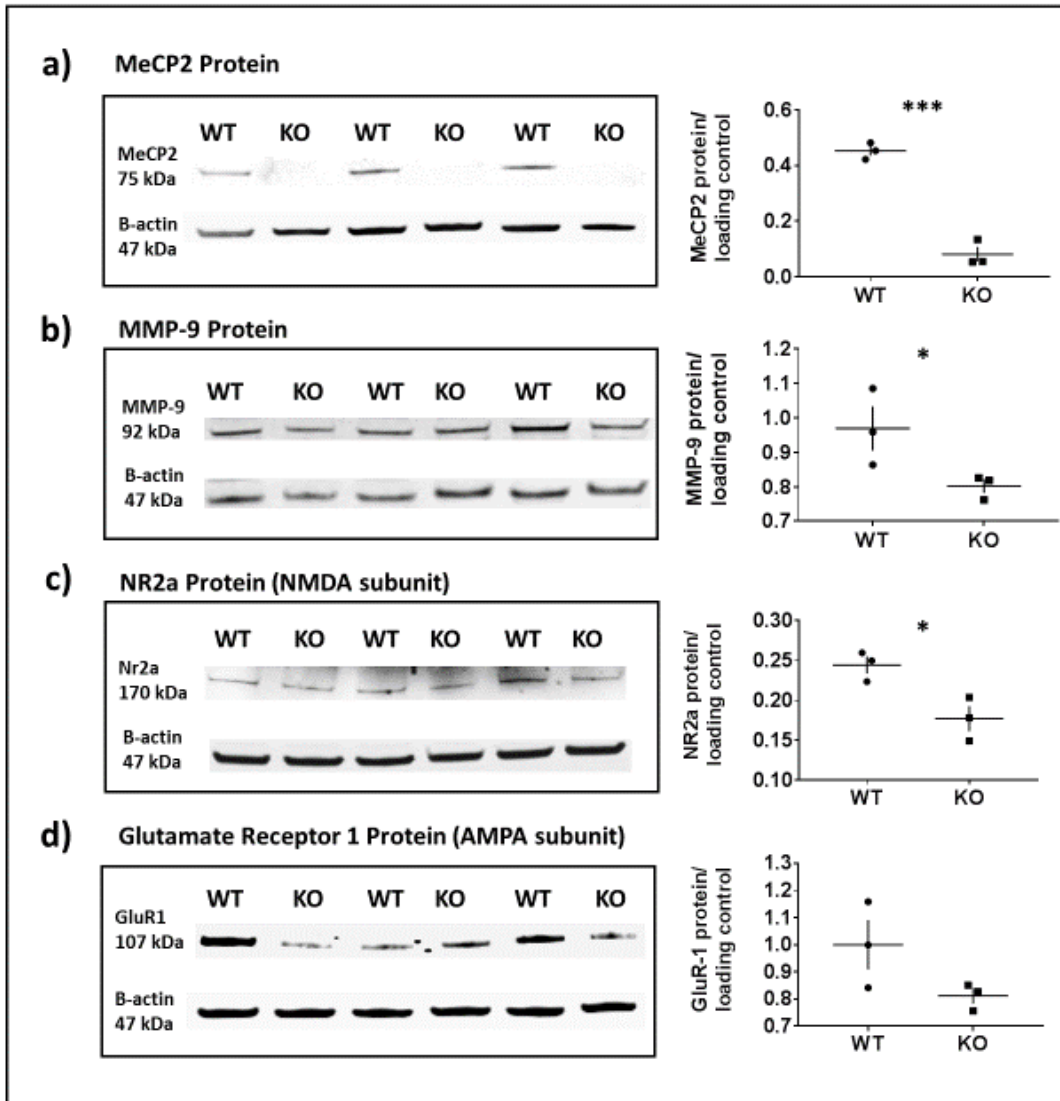 a) MeCP2 Protein
WT KO WT KO WT KO
MeCP2
75 kDa
B-actin
47 kDa
MeCP2 protein/
loading control
0.6
0.4
0.2
0.0
***
WT KO
b) MMP-9 Protein
WT KO WT KO WT KO
MMP-9
92 kDa
B-actin
47 kDa
MMP-9 protein/
loading control
1.2
1.1
1.0
0.9
0.8
0.7
*
WT KO
c) NR2a Protein (NMDA subunit)
WT KO WT KO WT KO
Nr2a
170 kDa
B-actin
47 kDa
NR2a protein/
loading control
0.30
0.25
0.20
0.15
0.10
*
WT KO
d) Glutamate Receptor 1 Protein (AMPA subunit)
WT KO WT KO WT KO
GluR1
107 kDa
B-actin
47 kDa
GluR-1 protein/
loading control
1.3
1.2
1.1
1.0
0.9
0.8
0.7
WT KO